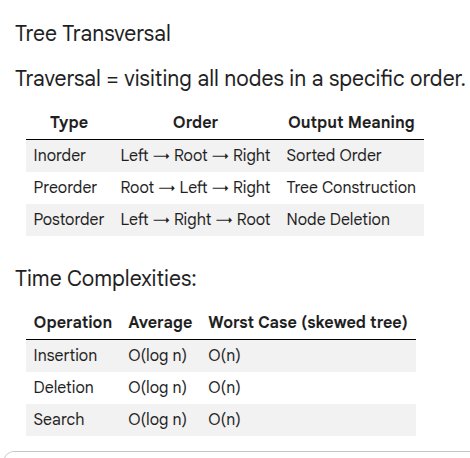 Tree Transversal
Traversal = visiting all nodes in a specific order.
Type Order Output Meaning
Inorder Left → Root → Right Sorted Order
Preorder Root → Left → Right Tree Construction
Postorder Left → Right → Root Node Deletion
Time Complexities:
Operation Average Worst Case (skewed tree)
Insertion O(log n) O(n)
Deletion O(log n) O(n)
Search O(log n) O(n)